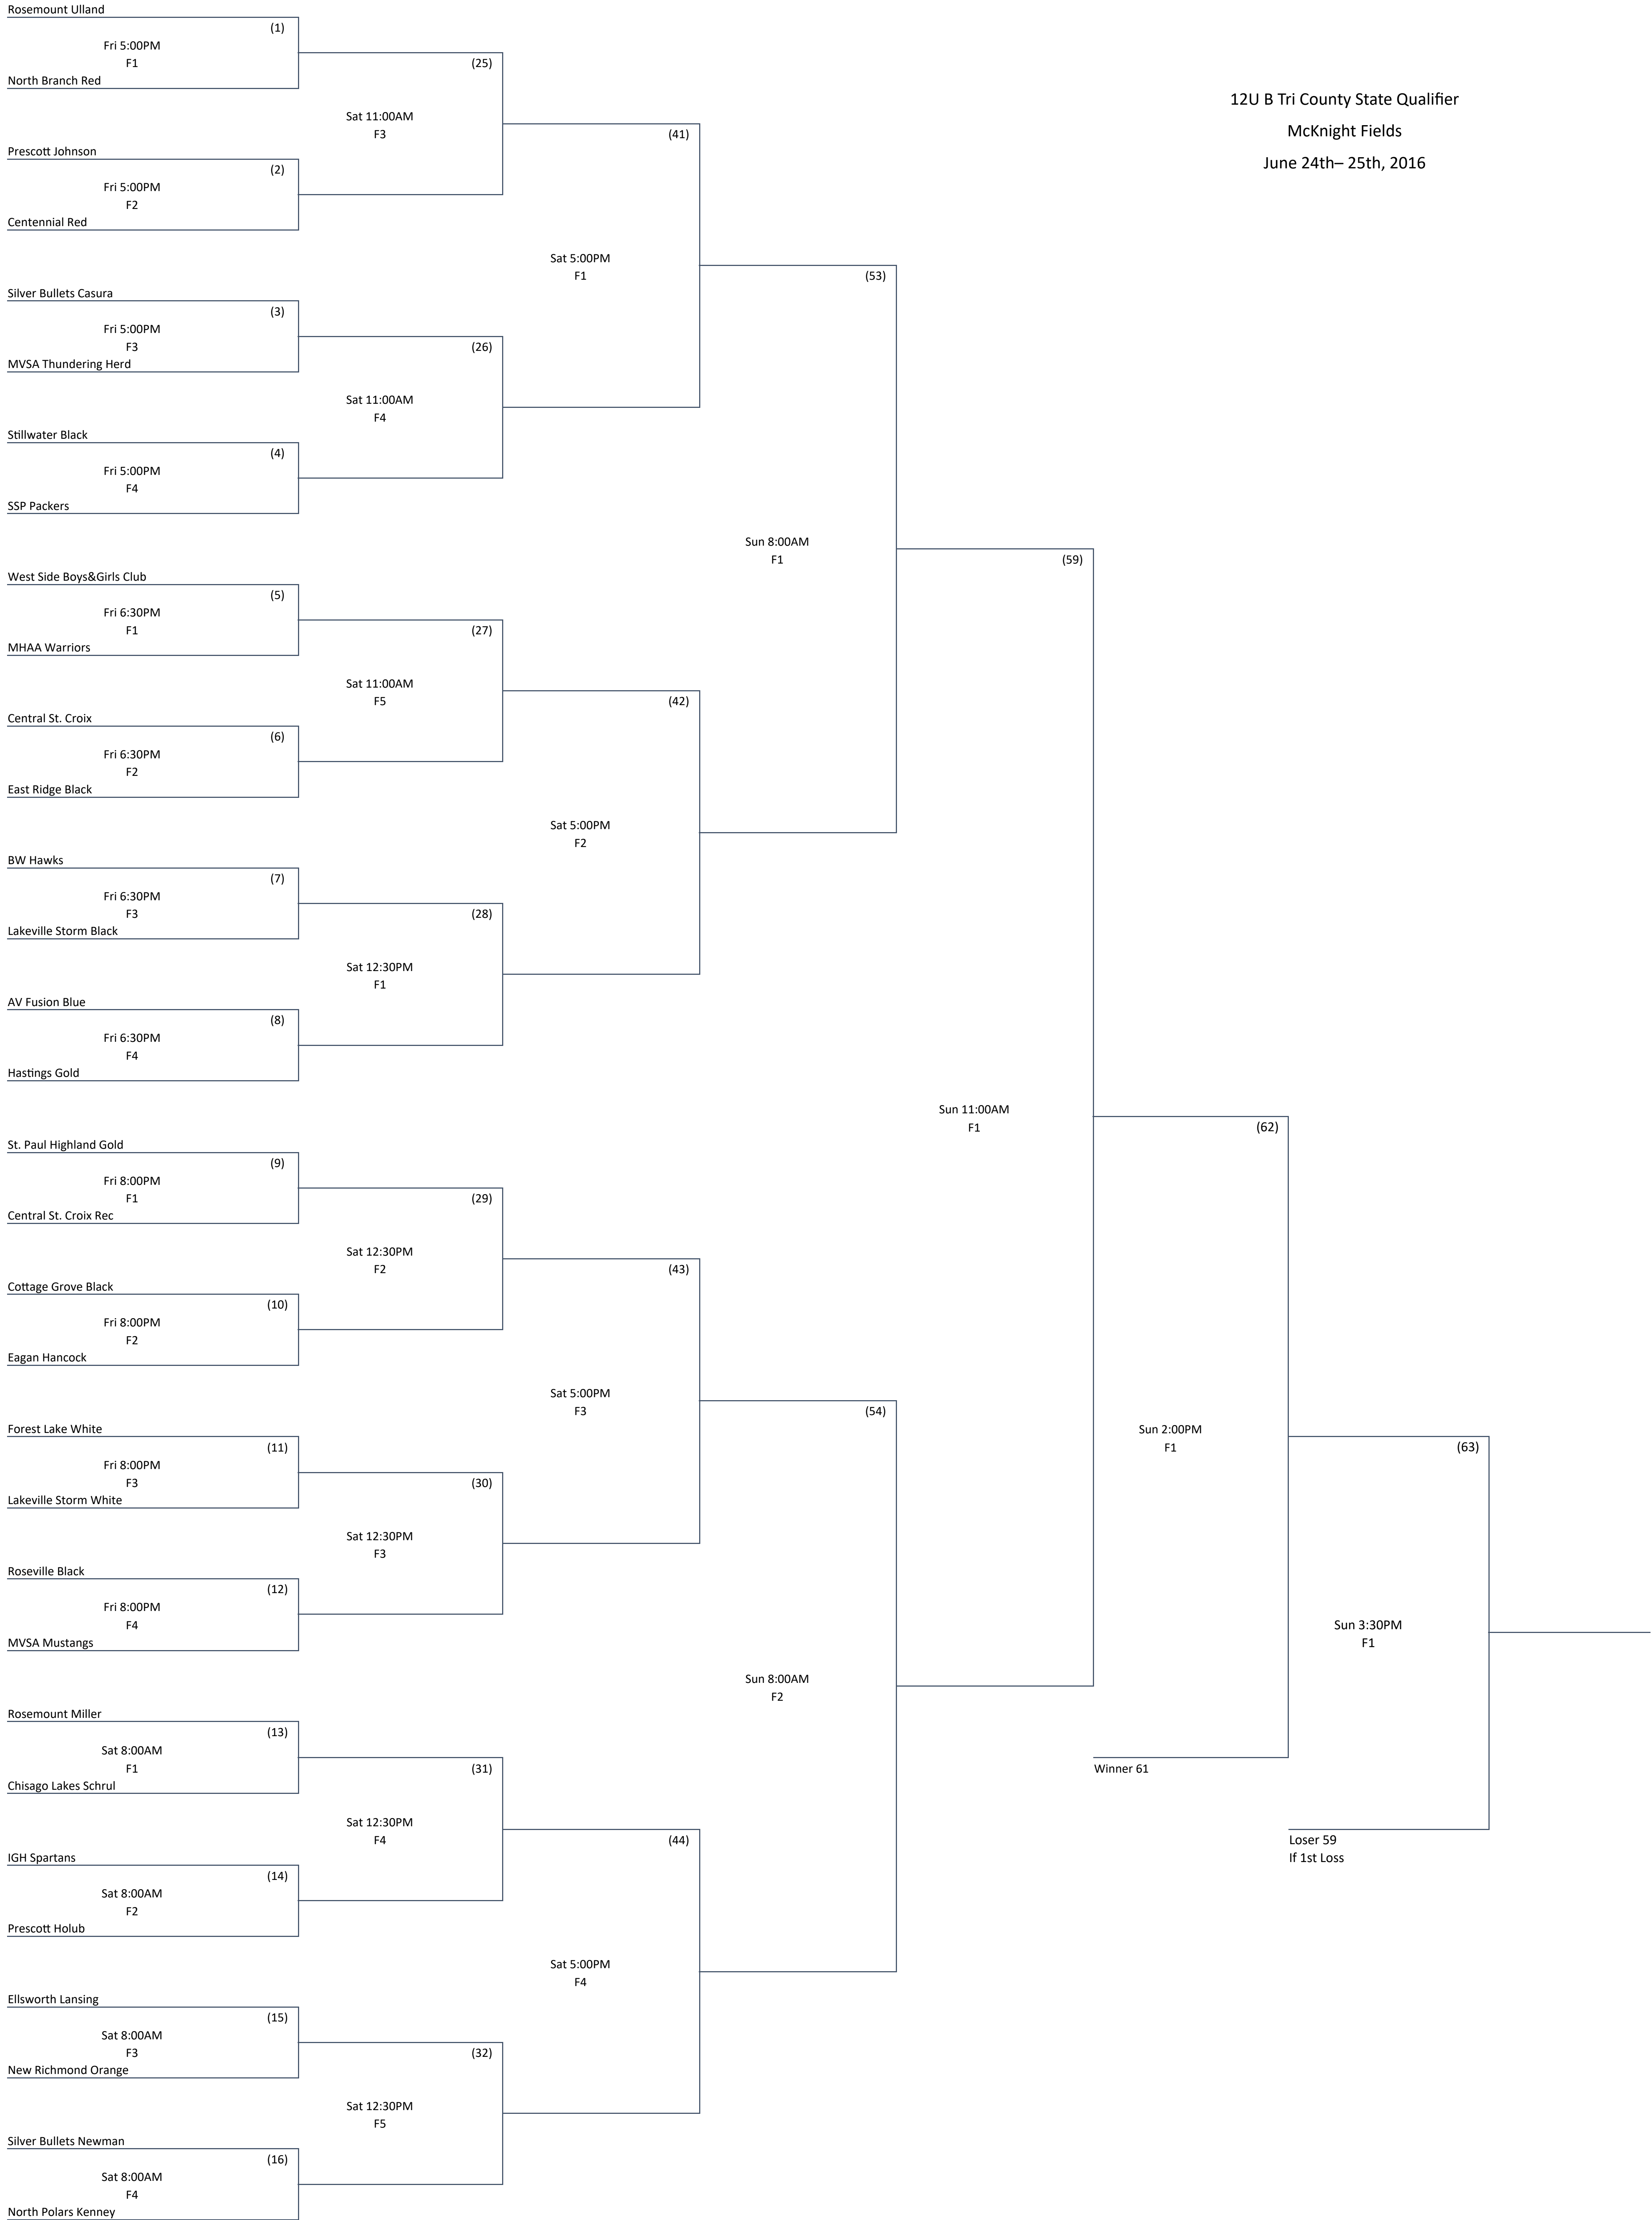 12U B Tri County State Qualifier
McKnight Fields
June 24th– 25th, 2016
Rosemount Ulland
(1)
Fri 5:00PM
F1
North Branch Red
Prescott Johnson
(2)
Fri 5:00PM
F2
Centennial Red
Silver Bullets Casura
(3)
Fri 5:00PM
F3
MVSA Thundering Herd
Stillwater Black
(4)
Fri 5:00PM
F4
SSP Packers
West Side Boys&Girls Club
(5)
Fri 6:30PM
F1
MHAA Warriors
Central St. Croix
(6)
Fri 6:30PM
F2
East Ridge Black
BW Hawks
(7)
Fri 6:30PM
F3
Lakeville Storm Black
AV Fusion Blue
(8)
Fri 6:30PM
F4
Hastings Gold
St. Paul Highland Gold
(9)
Fri 8:00PM
F1
Central St. Croix Rec
Cottage Grove Black
(10)
Fri 8:00PM
F2
Eagan Hancock
Forest Lake White
(11)
Fri 8:00PM
F3
Lakeville Storm White
Roseville Black
(12)
Fri 8:00PM
F4
MVSA Mustangs
Rosemount Miller
(13)
Sat 8:00AM
F1
Chisago Lakes Schrul
IGH Spartans
(14)
Sat 8:00AM
F2
Prescott Holub
Ellsworth Lansing
(15)
Sat 8:00AM
F3
New Richmond Orange
Silver Bullets Newman
(16)
Sat 8:00AM
F4
North Polars Kenney
(25)
Sat 11:00AM
F3
(26)
Sat 11:00AM
F4
(27)
Sat 11:00AM
F5
(28)
Sat 12:30PM
F1
(29)
Sat 12:30PM
F2
(30)
Sat 12:30PM
F3
(31)
Sat 12:30PM
F4
(32)
Sat 12:30PM
F5
(41)
Sat 5:00PM
F1
(42)
Sat 5:00PM
F2
(43)
Sat 5:00PM
F3
(44)
Sat 5:00PM
F4
(53)
Sun 8:00AM
F1
(54)
Sun 8:00AM
F2
(59)
Sun 11:00AM
F1
(62)
Sun 2:00PM
F1
Winner 61
(63)
Sun 3:30PM
F1
Loser 59
If 1st Loss